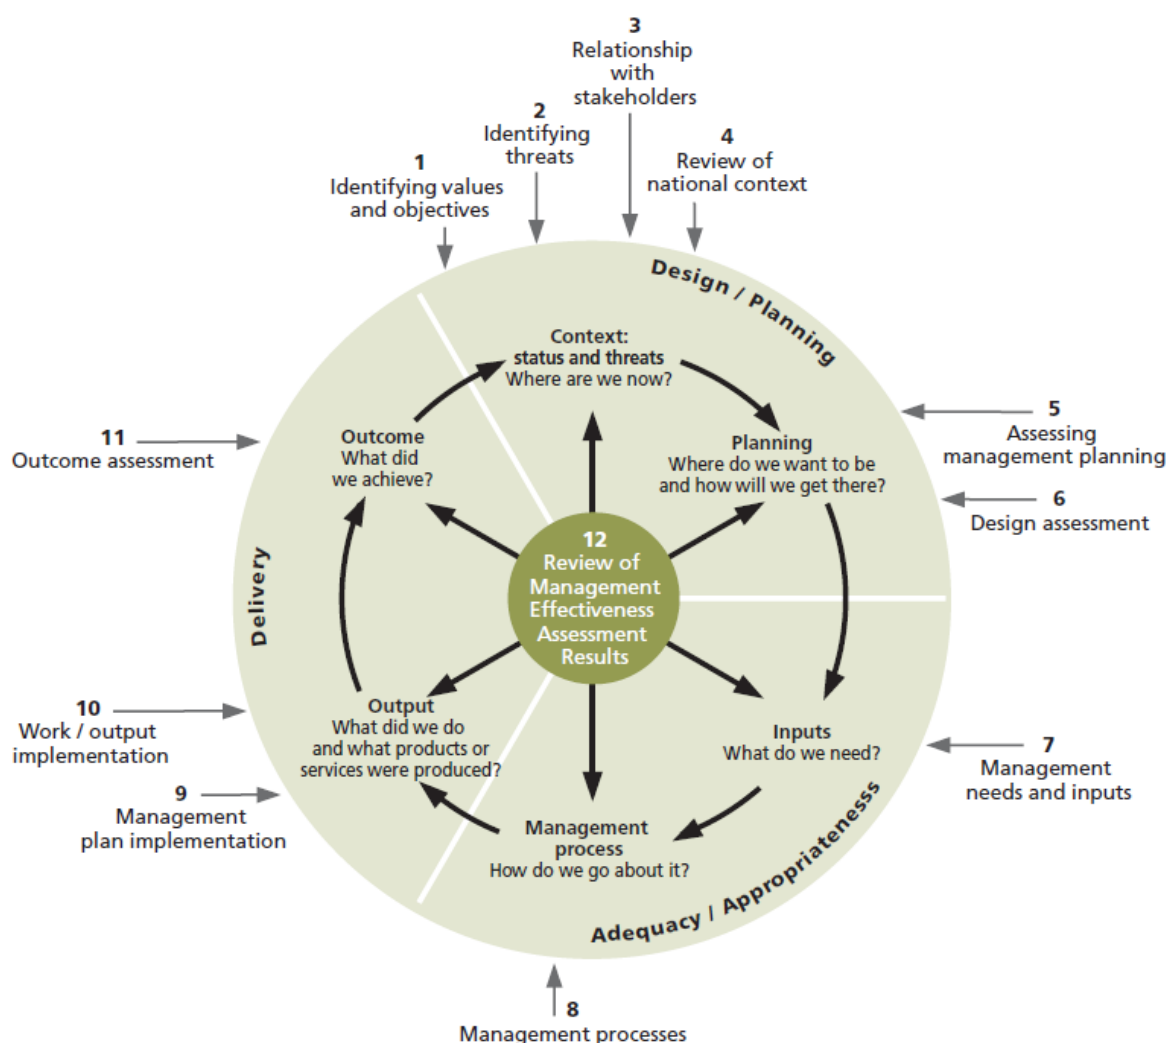 3
Relationship
with
stakeholders
2
Identifying
threats
4
Review of
national context
1
Identifying values
and objectives
Design / Planning
Context:
status and threats
Where are we now?
5
Assessing
management planning
11
Outcome assessment
Outcome
What did
we achieve?
Planning
Where do we want to be
and how will we get there?
6
Design assessment
12
Review of
Management
Effectiveness
Assessment
Results
Delivery
10
Work / output
implementation
Output
What did we do
and what products or
services were produced?
Inputs
What do we need?
7
Management
needs and inputs
9
Management
plan implementation
Management
process
How do we go about it?
Adequacy / Appropriatenesss
8
Management processes